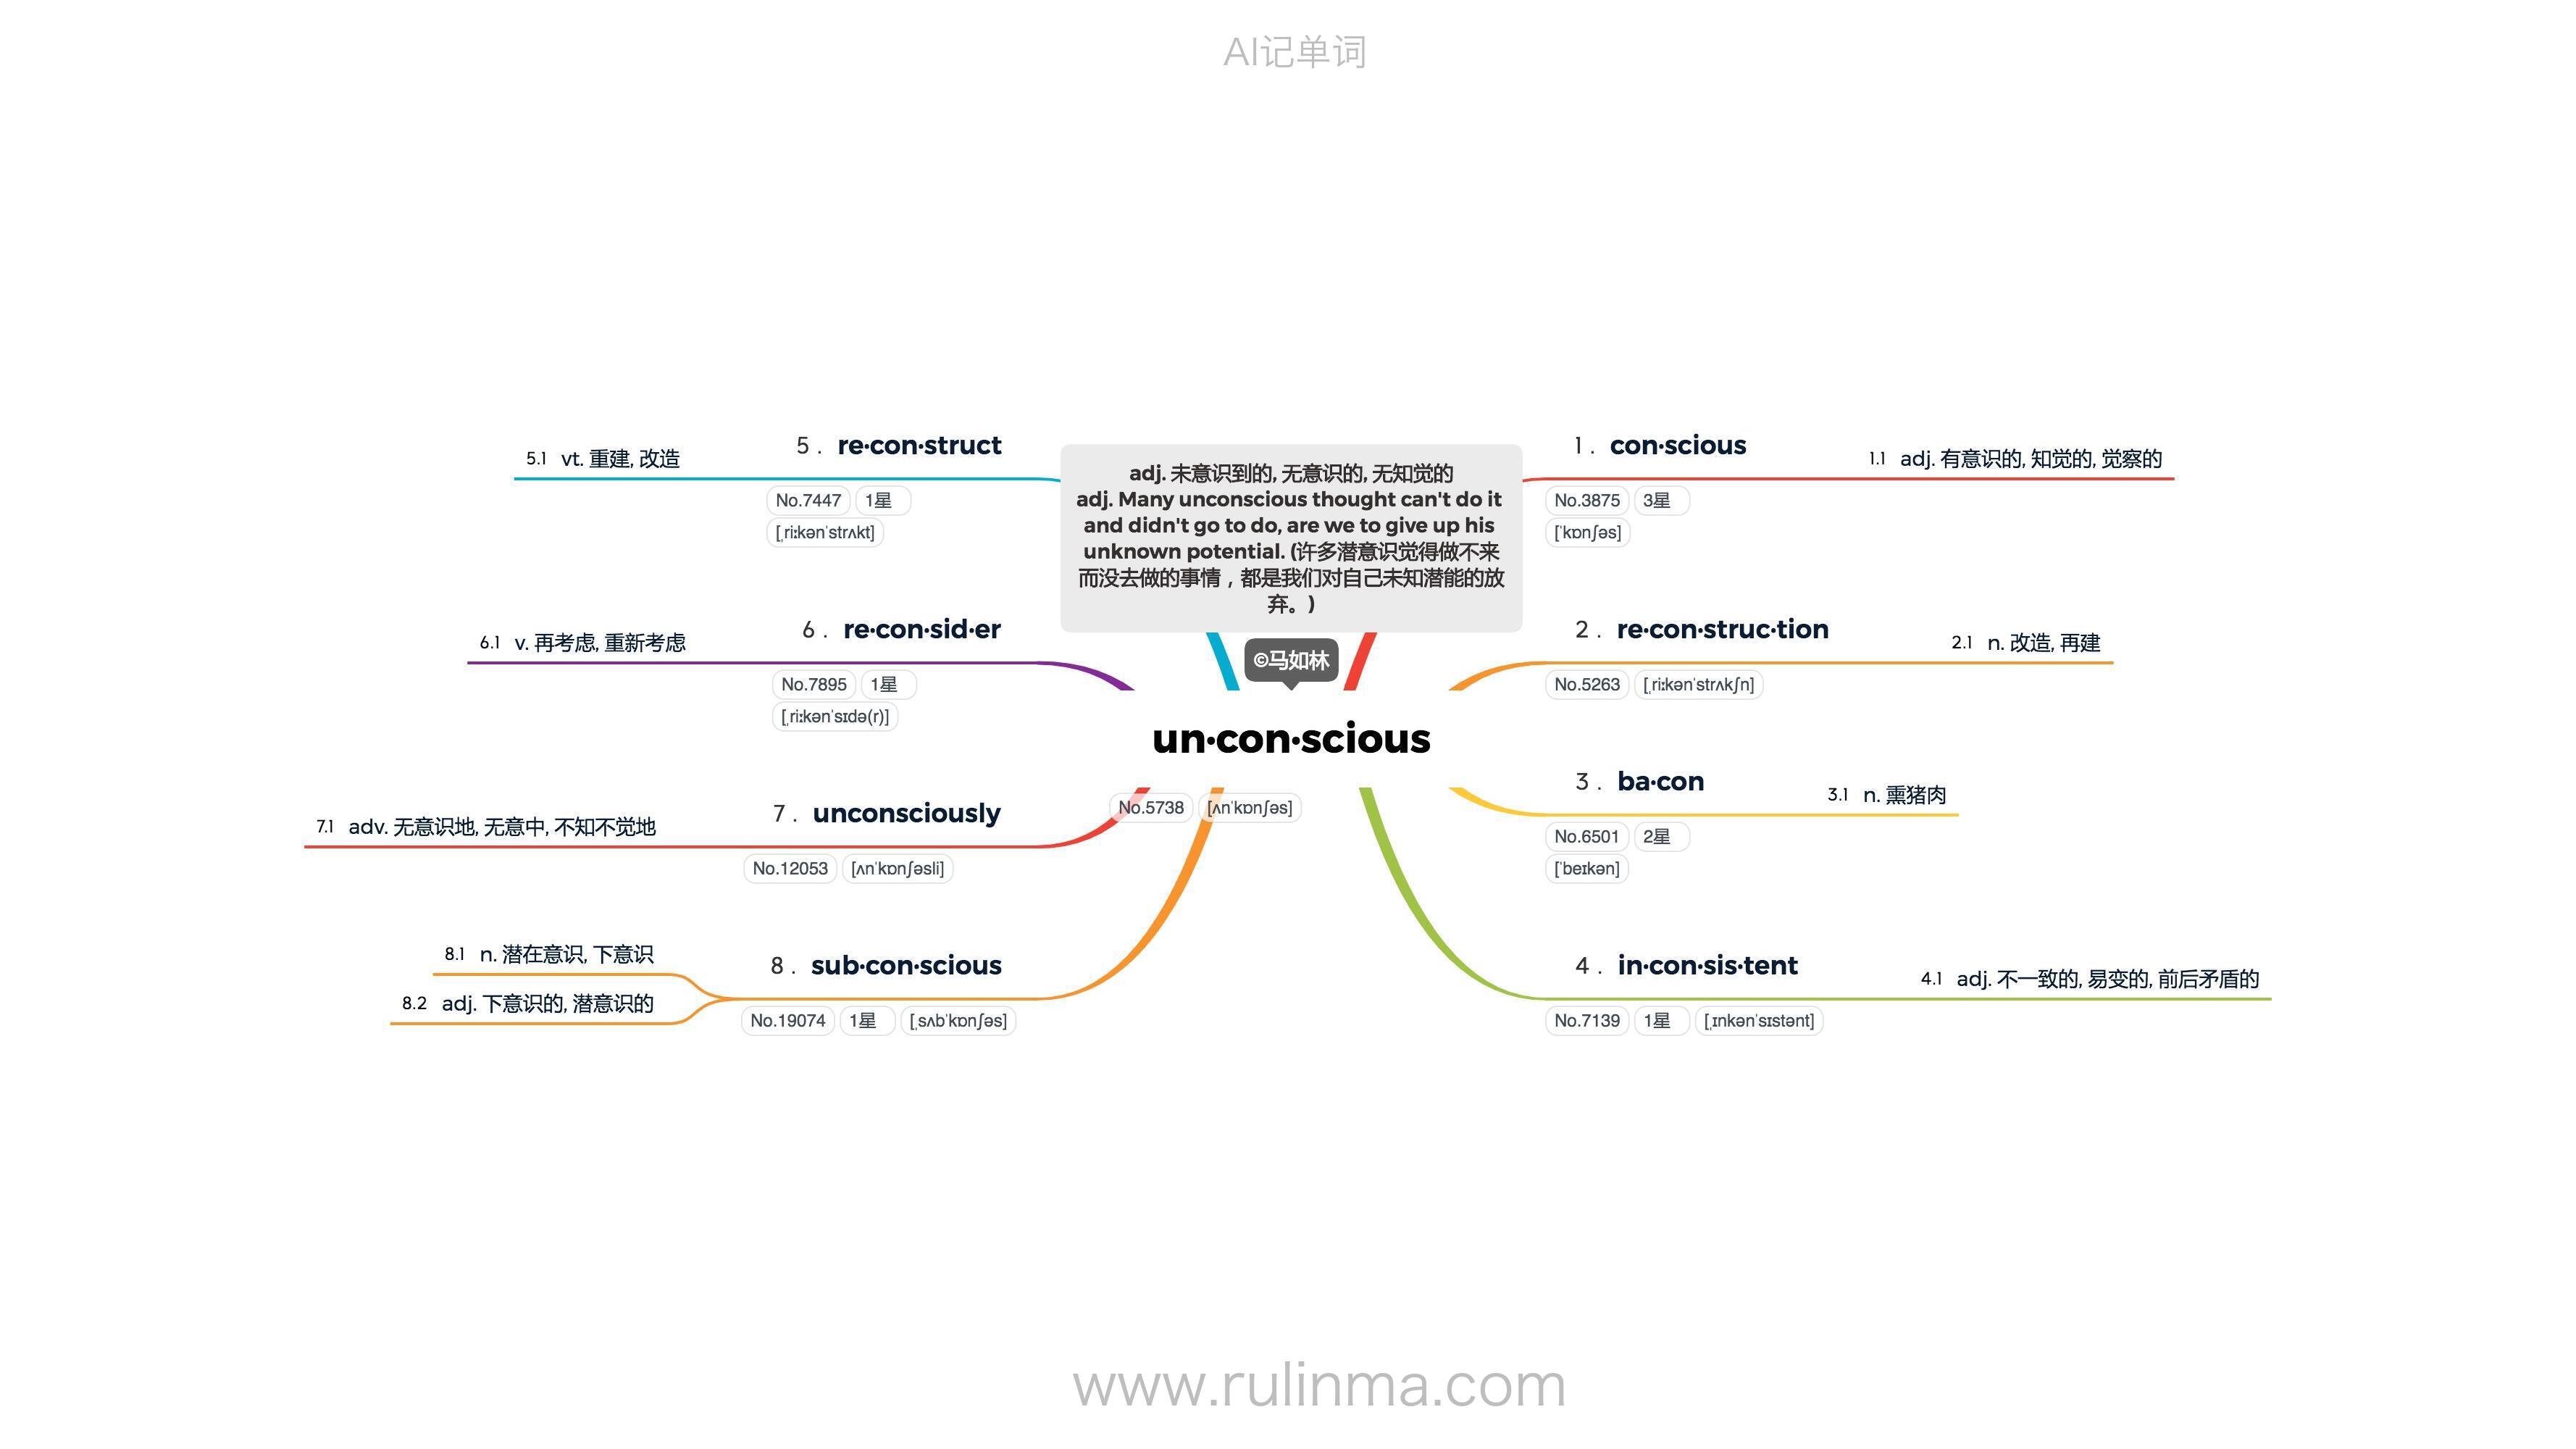 AI记单词
adj. 未意识到的, 无意识的, 无知觉的
adj. Many unconscious thought can't do it
and didn't go to do, are we to give up his
unknown potential. (许多潜意识觉得做不来
而没去做的事情，都是我们对自己未知潜能的放
弃。)
©马如林
un·con·scious
No.5738 [ʌnˈkɒnʃəs]
1 . con·scious
1.1 adj. 有意识的, 知觉的, 觉察的
No.3875 3星
[ˈkɒnʃəs]
2 . re·con·struc·tion
2.1 n. 改造, 再建
No.5263 [ˌriːkənˈstrʌkʃn]
3 . ba·con
3.1 n. 熏猪肉
No.6501 2星
[ˈbeɪkən]
4 . in·con·sis·tent
4.1 adj. 不一致的, 易变的, 前后矛盾的
No.7139 1星 [ˌɪnkənˈsɪstənt]
5 . re·con·struct
5.1 vt. 重建, 改造
No.7447 1星
[ˌriːkənˈstrʌkt]
6 . re·con·sid·er
6.1 v. 再考虑, 重新考虑
No.7895 1星
[ˌriːkənˈsɪdə(r)]
7 . unconsciously
7.1 adv. 无意识地, 无意中, 不知不觉地
No.12053 [ʌnˈkɒnʃəsli]
8 . sub·con·scious
8.1 n. 潜在意识, 下意识
8.2 adj. 下意识的, 潜意识的
No.19074 1星 [ˌsʌbˈkɒnʃəs]
www.rulinma.com